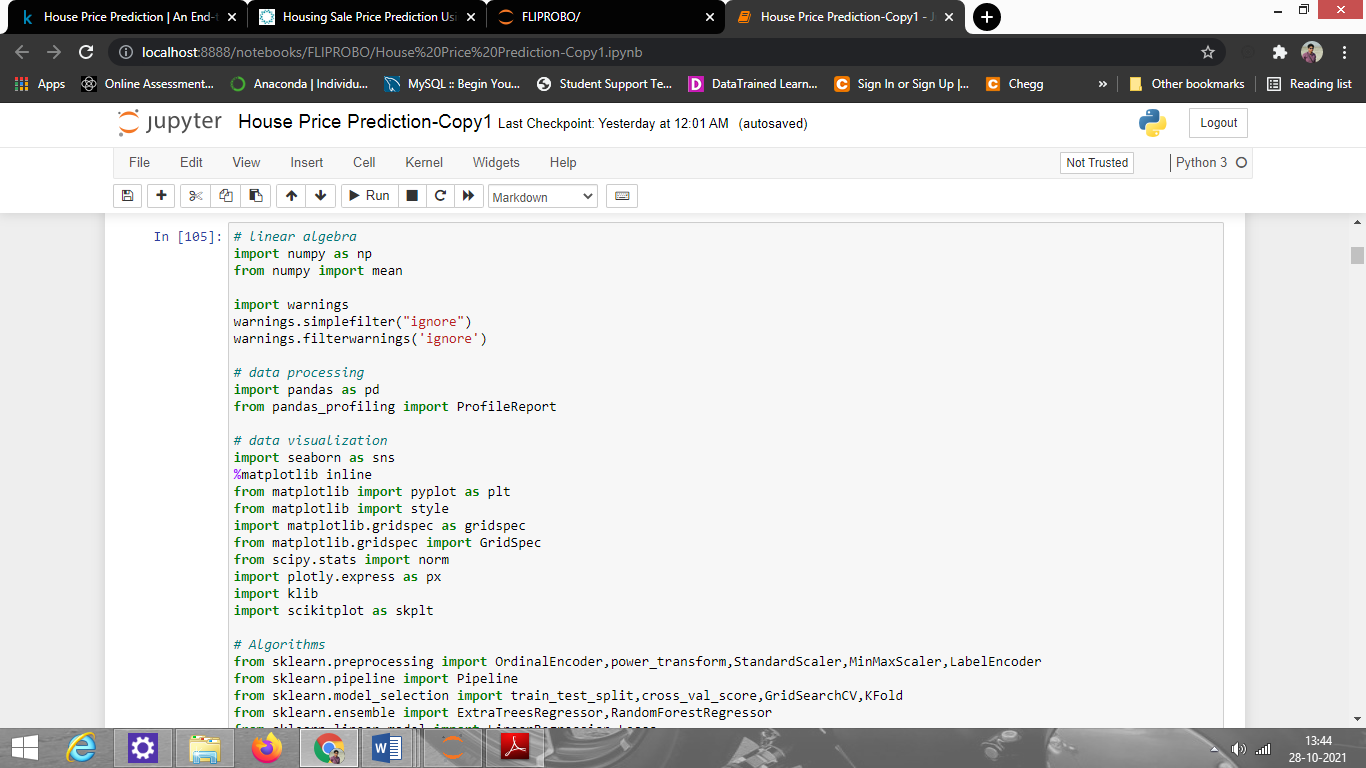 House Price Prediction | An End-t
Housing Sale Price Prediction Usi
FLIPROBO/
House Price Prediction-Copy1 - J
localhost:8888/notebooks/FLIPROBO/House%20Price%20Prediction-Copy1.ipynb
Apps
Online Assessment...
Anaconda | Individu...
MySQL :: Begin You...
Student Support Te...
DataTrained Learn...
Sign In or Sign Up |...
Chegg
»
Other bookmarks
Reading list
jupyter House Price Prediction-Copy1 Last Checkpoint: Yesterday at 12:01 AM (autosaved)
Logout
File Edit View Insert Cell Kernel Widgets Help
Not Trusted
Python 3
Run
Markdown
In [105]:
# linear algebra
import numpy as np
from numpy import mean
import warnings
warnings.simplefilter("ignore")
warnings.filterwarnings('ignore')
# data processing
import pandas as pd
from pandas_profiling import ProfileReport
# data visualization
import seaborn as sns
%matplotlib inline
from matplotlib import pyplot as plt
from matplotlib import style
import matplotlib.gridspec as gridspec
from matplotlib.gridspec import GridSpec
from scipy.stats import norm
import plotly.express as px
import klib
import scikitplot as skplt
# Algorithms
from sklearn.preprocessing import OrdinalEncoder,power_transform,StandardScaler,MinMaxScaler,LabelEncoder
from sklearn.pipeline import Pipeline
from sklearn.model_selection import train_test_split,cross_val_score,GridSearchCV,KFold
from sklearn.ensemble import ExtraTreesRegressor,RandomForestRegressor
13:44
28-10-2021